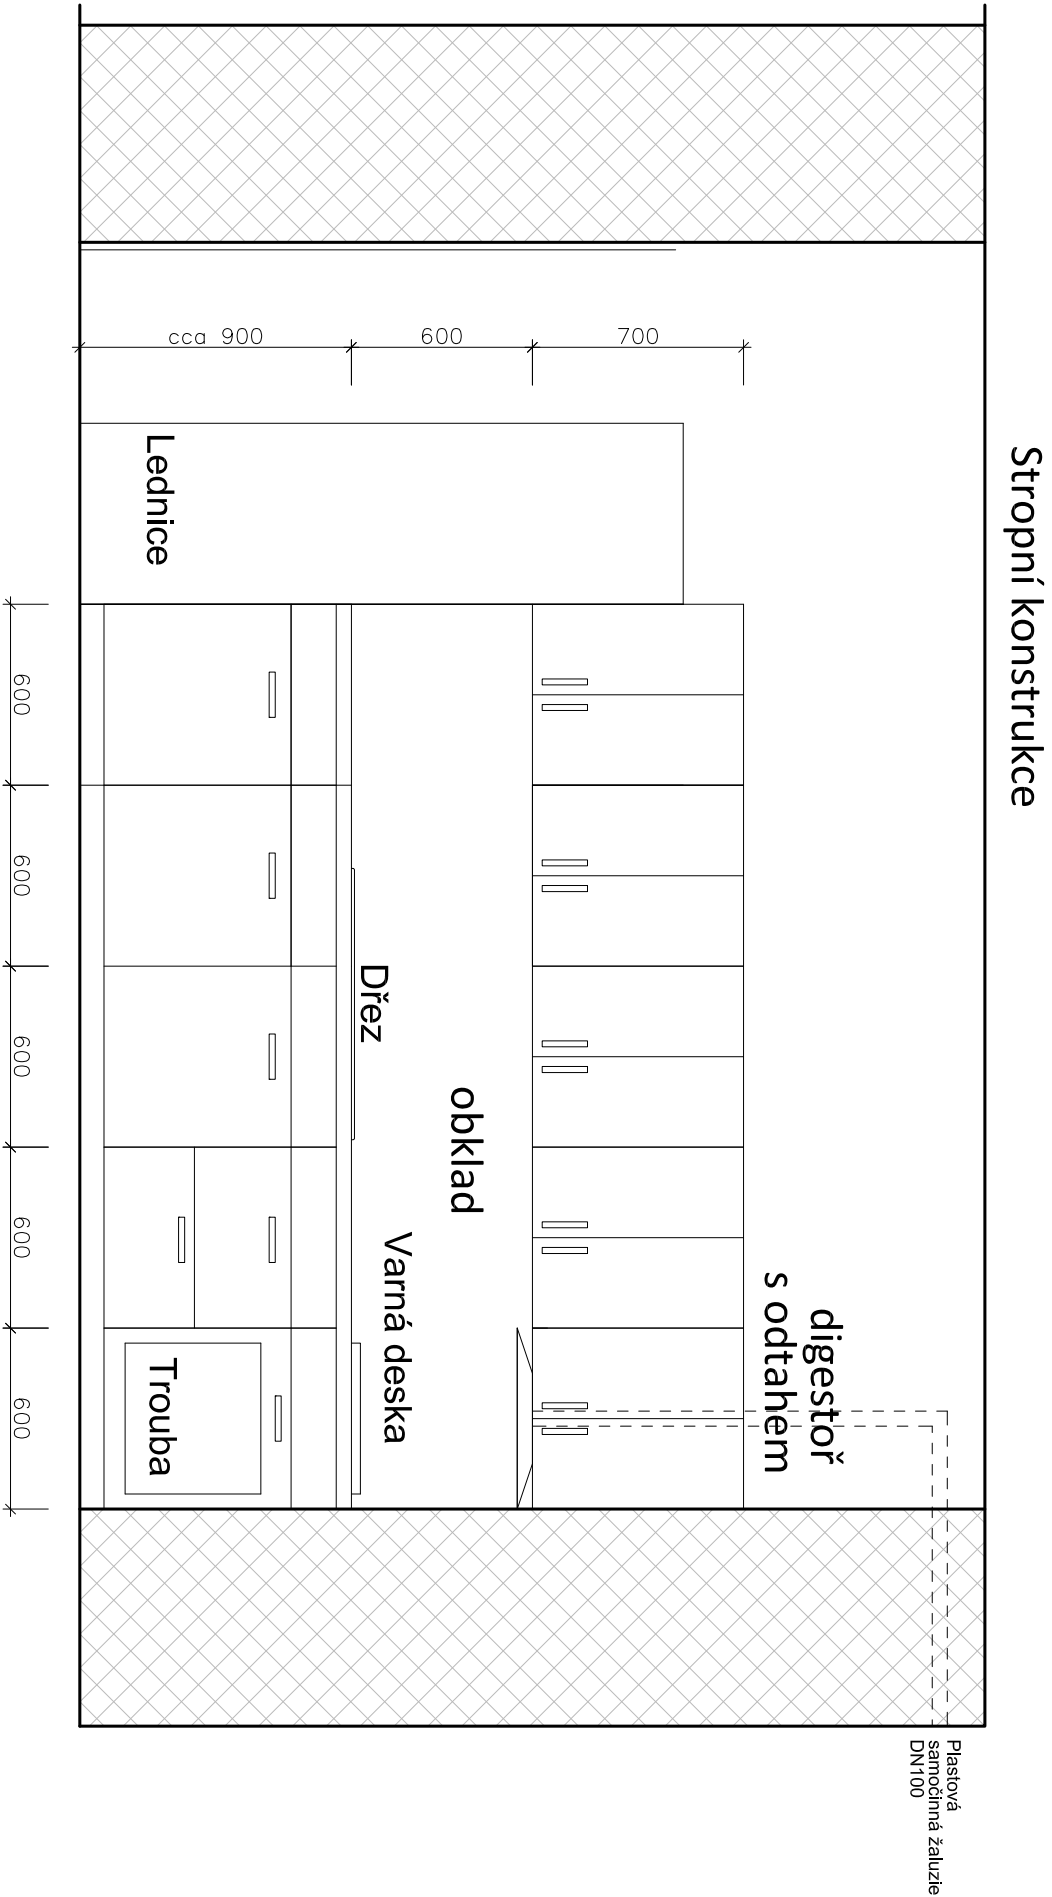 Stropní konstrukce
digestoř
s odtahem
Plastová
samočinná žaluzie
DN100
700
600
cca 900
obklad
Varná deska
Dřez
Lednice
Trouba
600
600
600
600
600